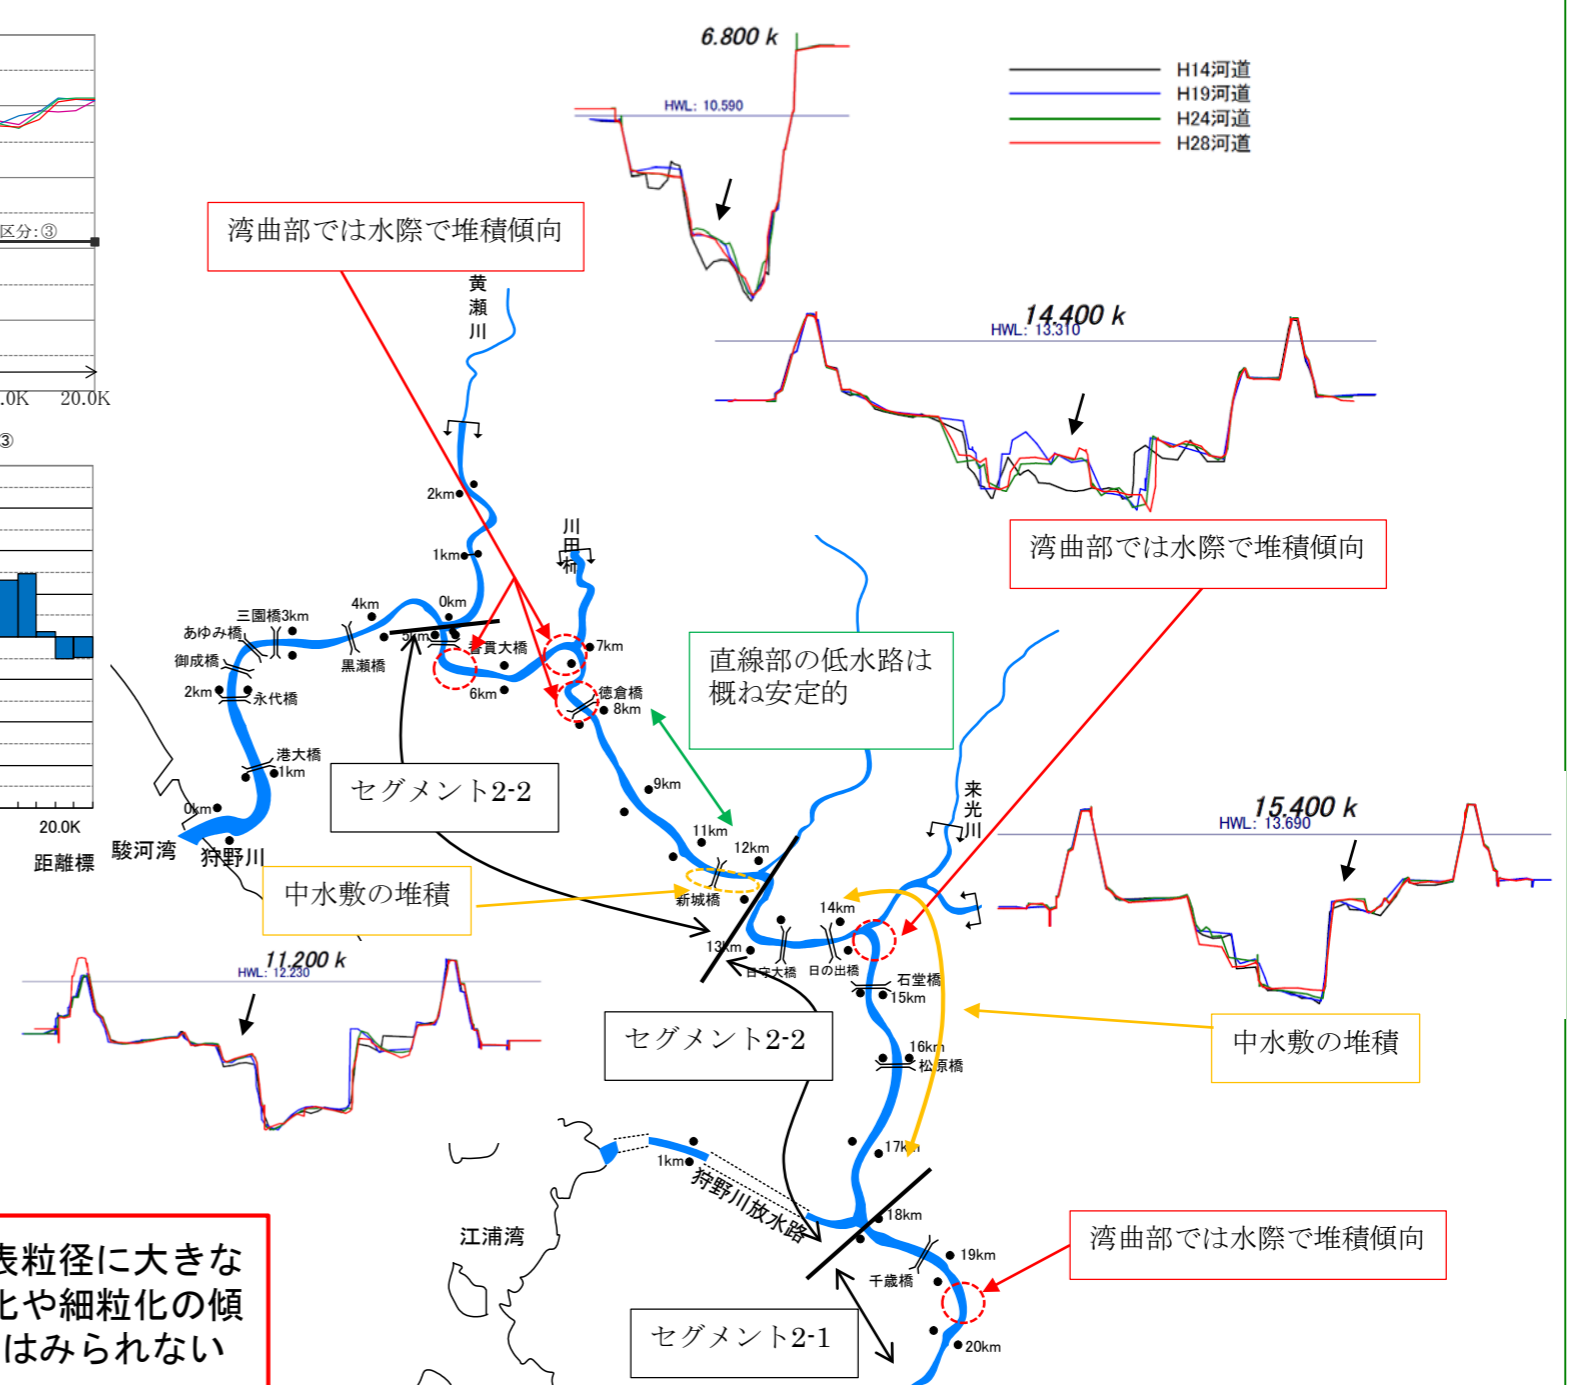 6.800 k
HWL: 10.590
H14河道
H19河道
H24河道
H28河道
区分:③
.0K
20.0K
③
湾曲部では水際で堆積傾向
黄瀬川
14.400 k
HWL: 13.310
2km
1km
川田村
湾曲部では水際で堆積傾向
0km
4km
三園橋3km
あゆみ橋
御成橋
2km
永代橋
黒瀬橋
5km
香貫大橋
6km
7km
徳倉橋
8km
直線部の低水路は
概ね安定的
港大橋
1km
0km
駿河湾
狩野川
セグメント2-2
9km
11km
12km
新城橋
来光川
20.0K
距離標
中水敷の堆積
15.400 k
HWL: 13.690
13km
14km
日守大橋
日の出橋
石堂橋
15km
11.200 k
HWL: 12.230
セグメント2-2
16km
松原橋
中水敷の堆積
17km
1km
狩野川放水路
18km
江浦湾
19km
千歳橋
湾曲部では水際で堆積傾向
セグメント2-1
20km
表粒径に大きな
化や細粒化の傾
はみられない